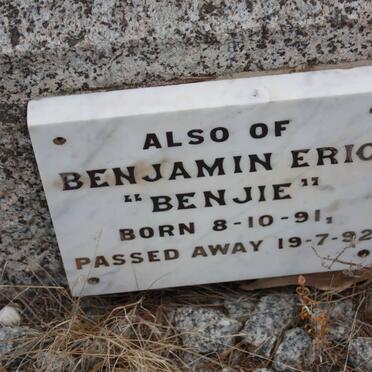 ALSO OF
BENJAMIN ERIC
"BENJIE"
BORN 8-10-91,
PASSED AWAY 19-7-92